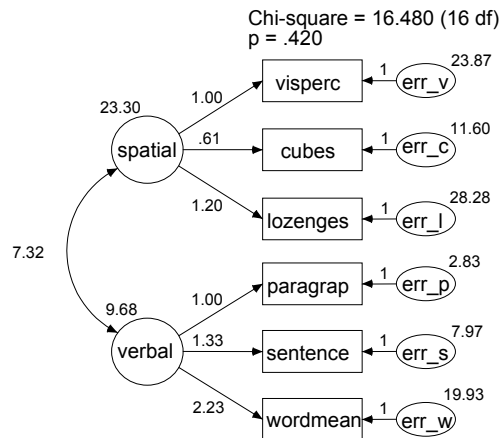 Chi-square = 16.480 (16 df)
p = .420
23.87
1
visperc
err_v
1.00
23.30
11.60
spatial
.61
cubes
1
err_c
28.28
1.20
lozenges
1
err_l
7.32
2.83
1
paragrap
err_p
1.00
9.68
7.97
verbal
1.33
sentence
1
err_s
19.93
2.23
wordmean
1
err_w